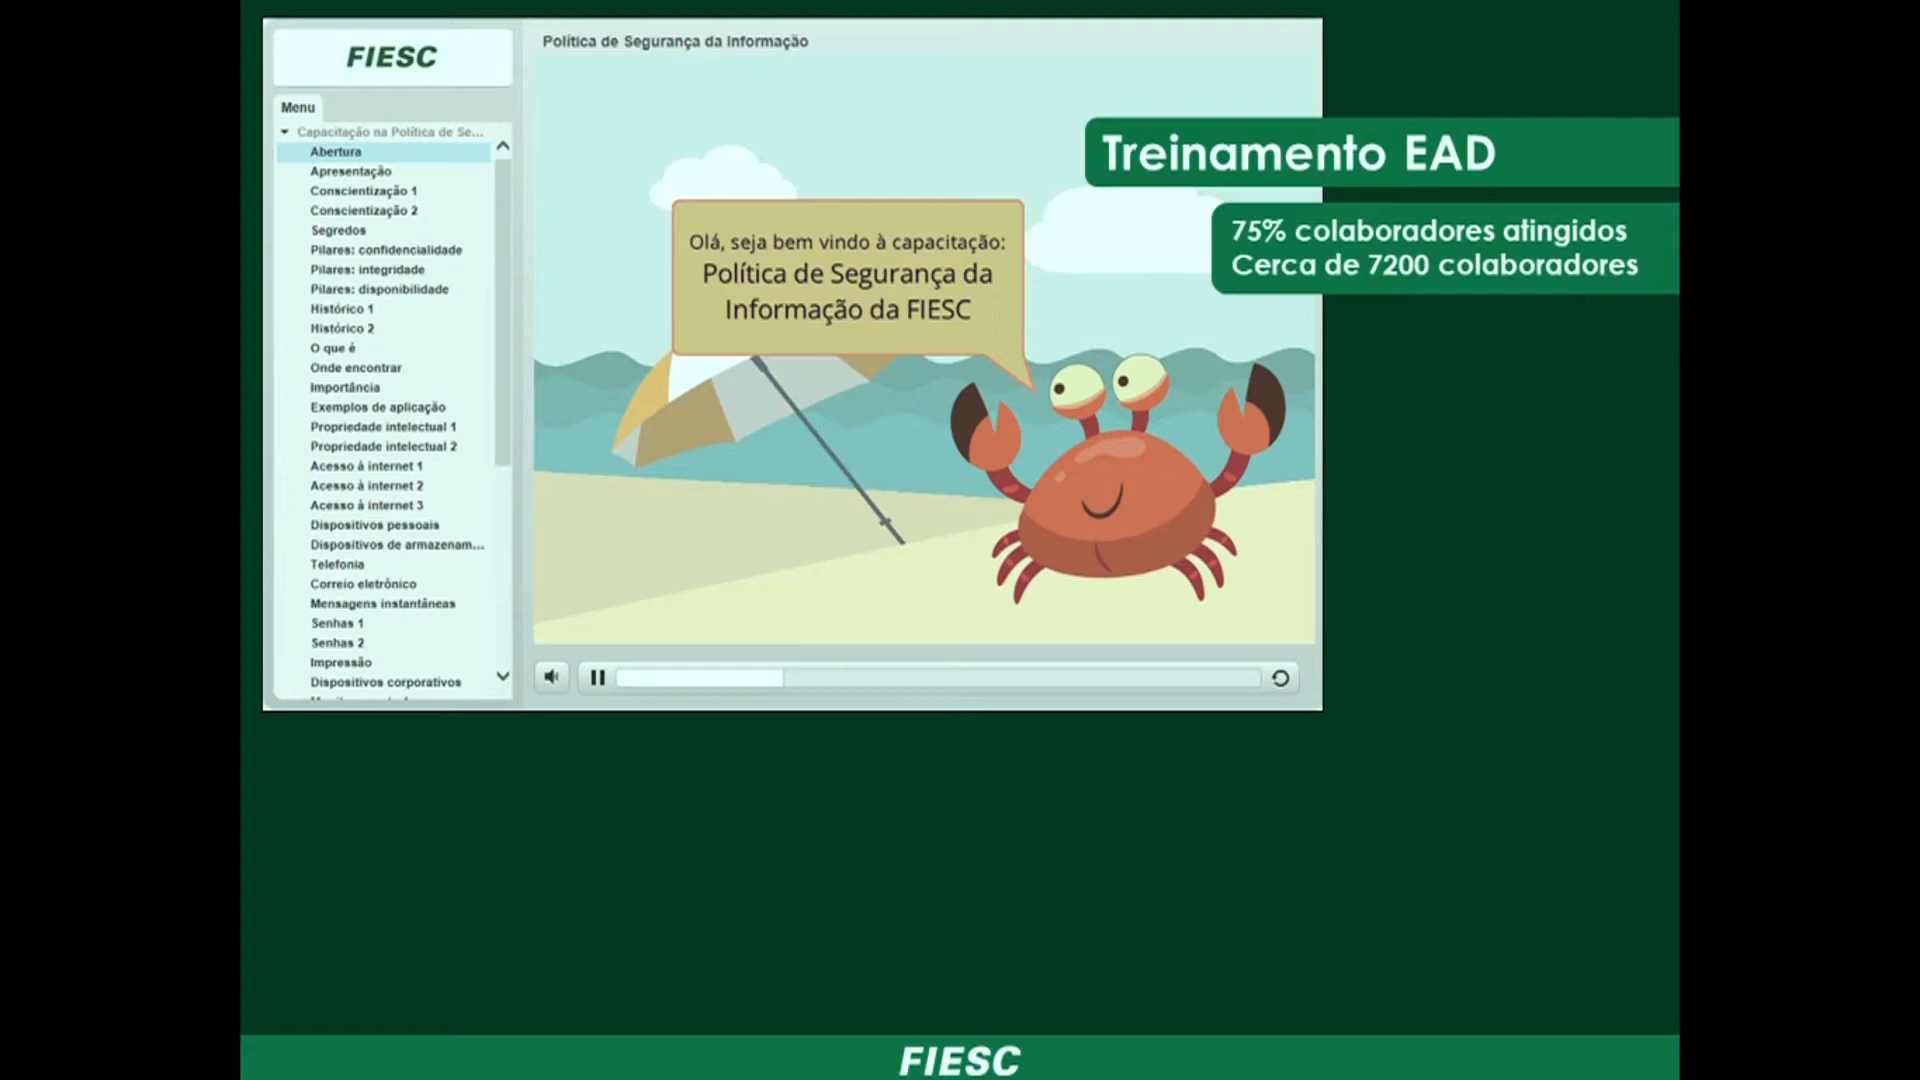 FIESC
Menu
Capacitação na Política de Se...
Abertura
Apresentação
Conscientização 1
Conscientização 2
Segredos
Pilares: confidencialidade
Pilares: integridade
Pilares: disponibilidade
Histórico 1
Histórico 2
O que é
Onde encontrar
Importância
Exemplos de aplicação
Propriedade intelectual 1
Propriedade intelectual 2
Acesso à internet 1
Acesso à internet 2
Acesso à internet 3
Dispositivos pessoais
Dispositivos de armazenam...
Telefonia
Correio eletrônico
Mensagens instantâneas
Senhas 1
Senhas 2
Impressão
Dispositivos corporativos
Política de Segurança da Informação
Olá, seja bem vindo à capacitação:
Política de Segurança da
Informação da FIESC
Treinamento EAD
75% colaboradores atingidos
Cerca de 7200 colaboradores
FIESC